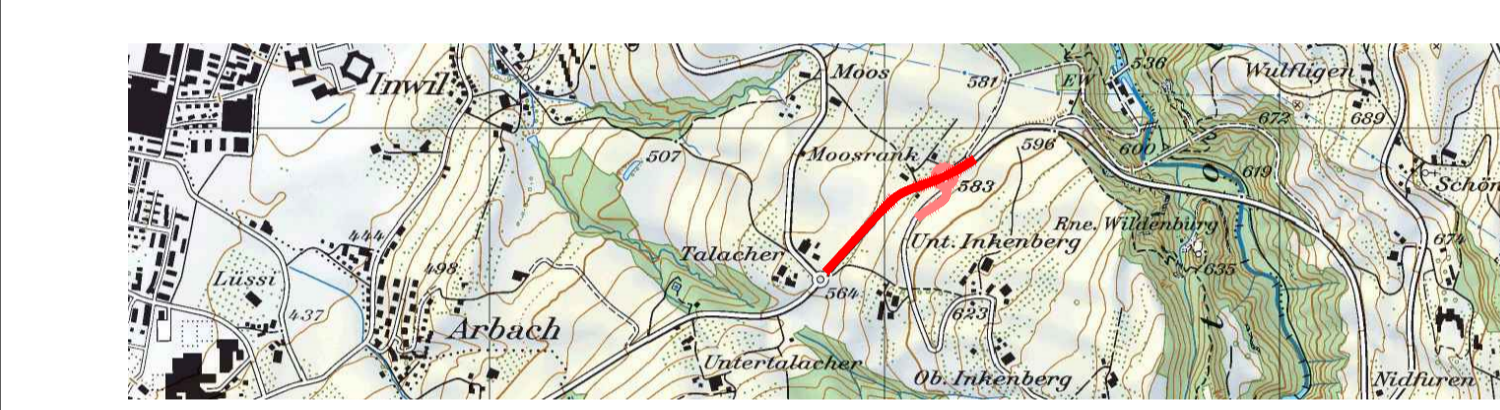 536
Inwil
Moos
581
EW
Wulfligen
672
689
507
Moosrank
596
600
583
619
Schön
444
Rne. Wildenburg
Unt. Inkenberg
674
Talacher
498
635
Lüssi
564
437
623
Arbach
Untertalacher
Ob. Inkenberg
Nidfuren